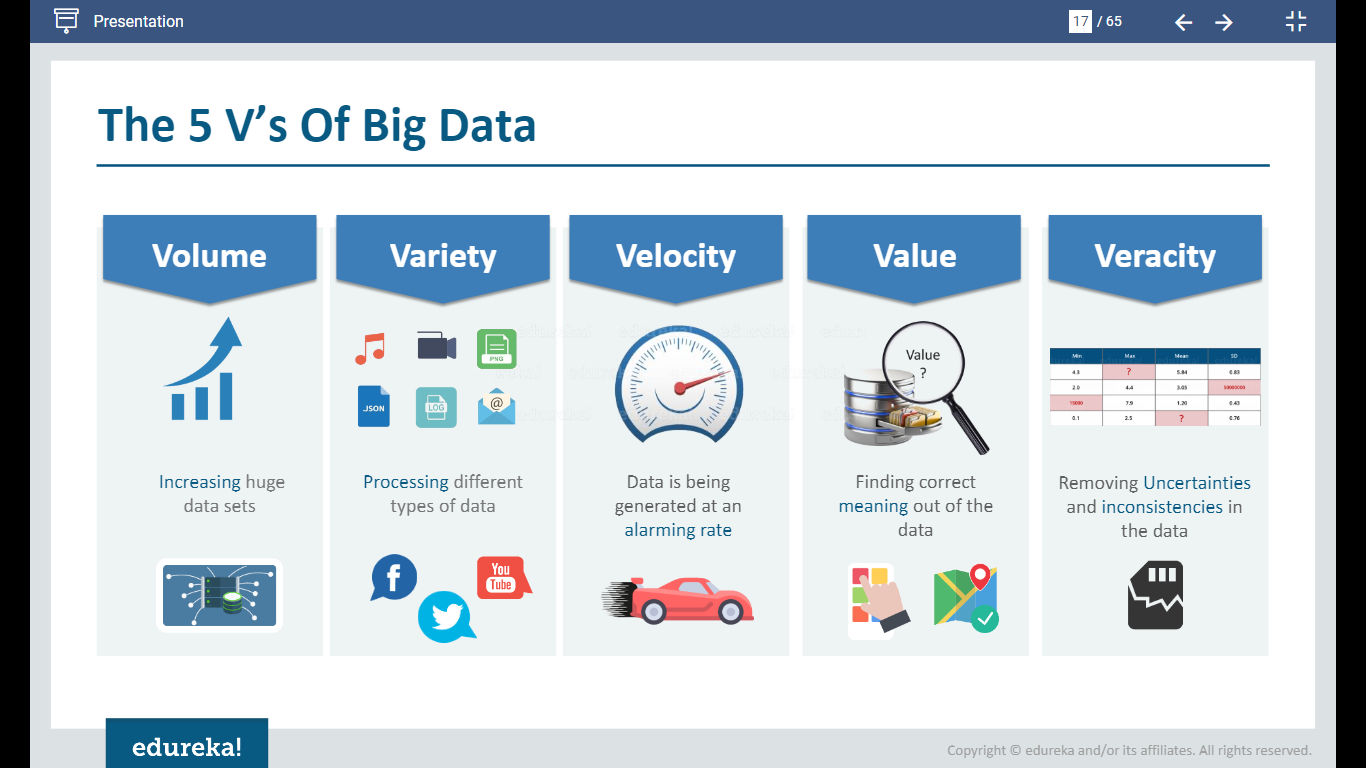 Presentation
17 / 65
The 5 V’s Of Big Data
Volume
Variety
Velocity
Value
Veracity
PNG
.JSON
LOG
@
Value
?
Min Max Mean SD
4.3 ? 5.84 0.83
2.0 4.4 3.05 50000000
15000 7.9 1.20 0.43
0.1 2.5 ? 0.76
Increasing huge
data sets
Processing different
types of data
Data is being
generated at an
alarming rate
Finding correct
meaning out of the
data
Removing Uncertainties
and inconsistencies in
the data
f
You
Tube
edureka!
Copyright © edureka and/or its affiliates. All rights reserved.